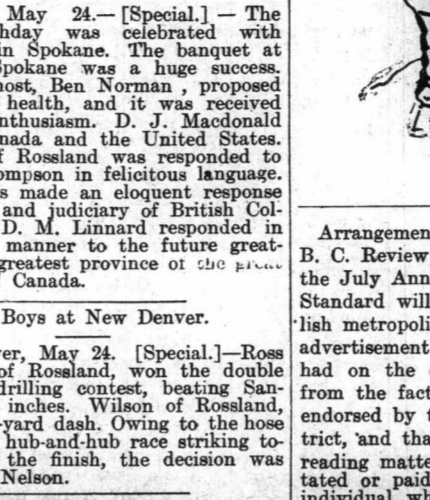 May 24.— [Special.] — The
hday was celebrated with
in Spokane. The banquet at
Spokane was a huge success.
host, Ben Norman , proposed
health, and it was received
nthusiasm. D. J. Macdonald
nada and the United States.
f Rossland was responded to
ompson in felicitous language.
s made an eloquent response
and judiciary of British Col-
D. M. Linnard responded in
manner to the future great-
greatest province of the great
Canada.
Boys at New Denver.
ver, May 24. [Special.]—Ross
of Rossland, won the double
drilling contest, beating San-
inches. Wilson of Rossland,
-yard dash. Owing to the hose
hub-and-hub race striking to-
the finish, the decision was
Nelson.
Arrangemen
B. C. Review
the July Ann
Standard will
lish metropoli
advertisement
had on the
from the fact
endorsed by t
trict, and tha
reading matte
tated or paid
individual wh